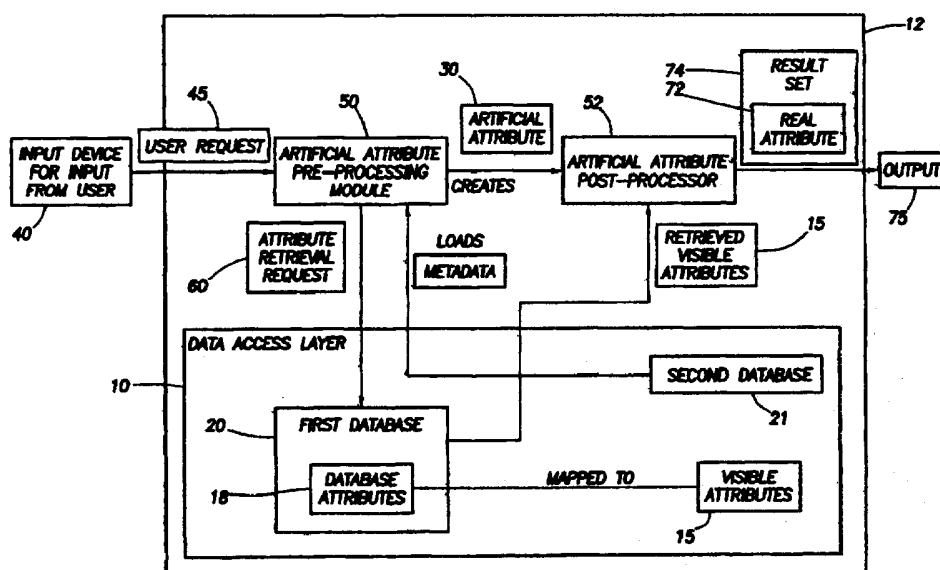 12
74
RESULT
SET
72
REAL
ATTRIBUTE
30
ARTIFICIAL
ATTRIBUTE
45
50
52
USER REQUEST
INPUT DEVICE
FOR INPUT
FROM USER
40
ARTIFICIAL ATTRIBUTE
PRE-PROCESSING
MODULE
CREATES
ARTIFICIAL ATTRIBUTE-
POST-PROCESSOR
OUTPUT
75
ATTRIBUTE
RETRIEVAL
REQUEST
60
LOADS
METADATA
RETRIEVED
VISIBLE
ATTRIBUTES
15
DATA ACCESS LAYER
10
SECOND DATABASE
21
20
FIRST DATABASE
18
DATABASE
ATTRIBUTES
MAPPED TO
VISIBLE
ATTRIBUTES
15